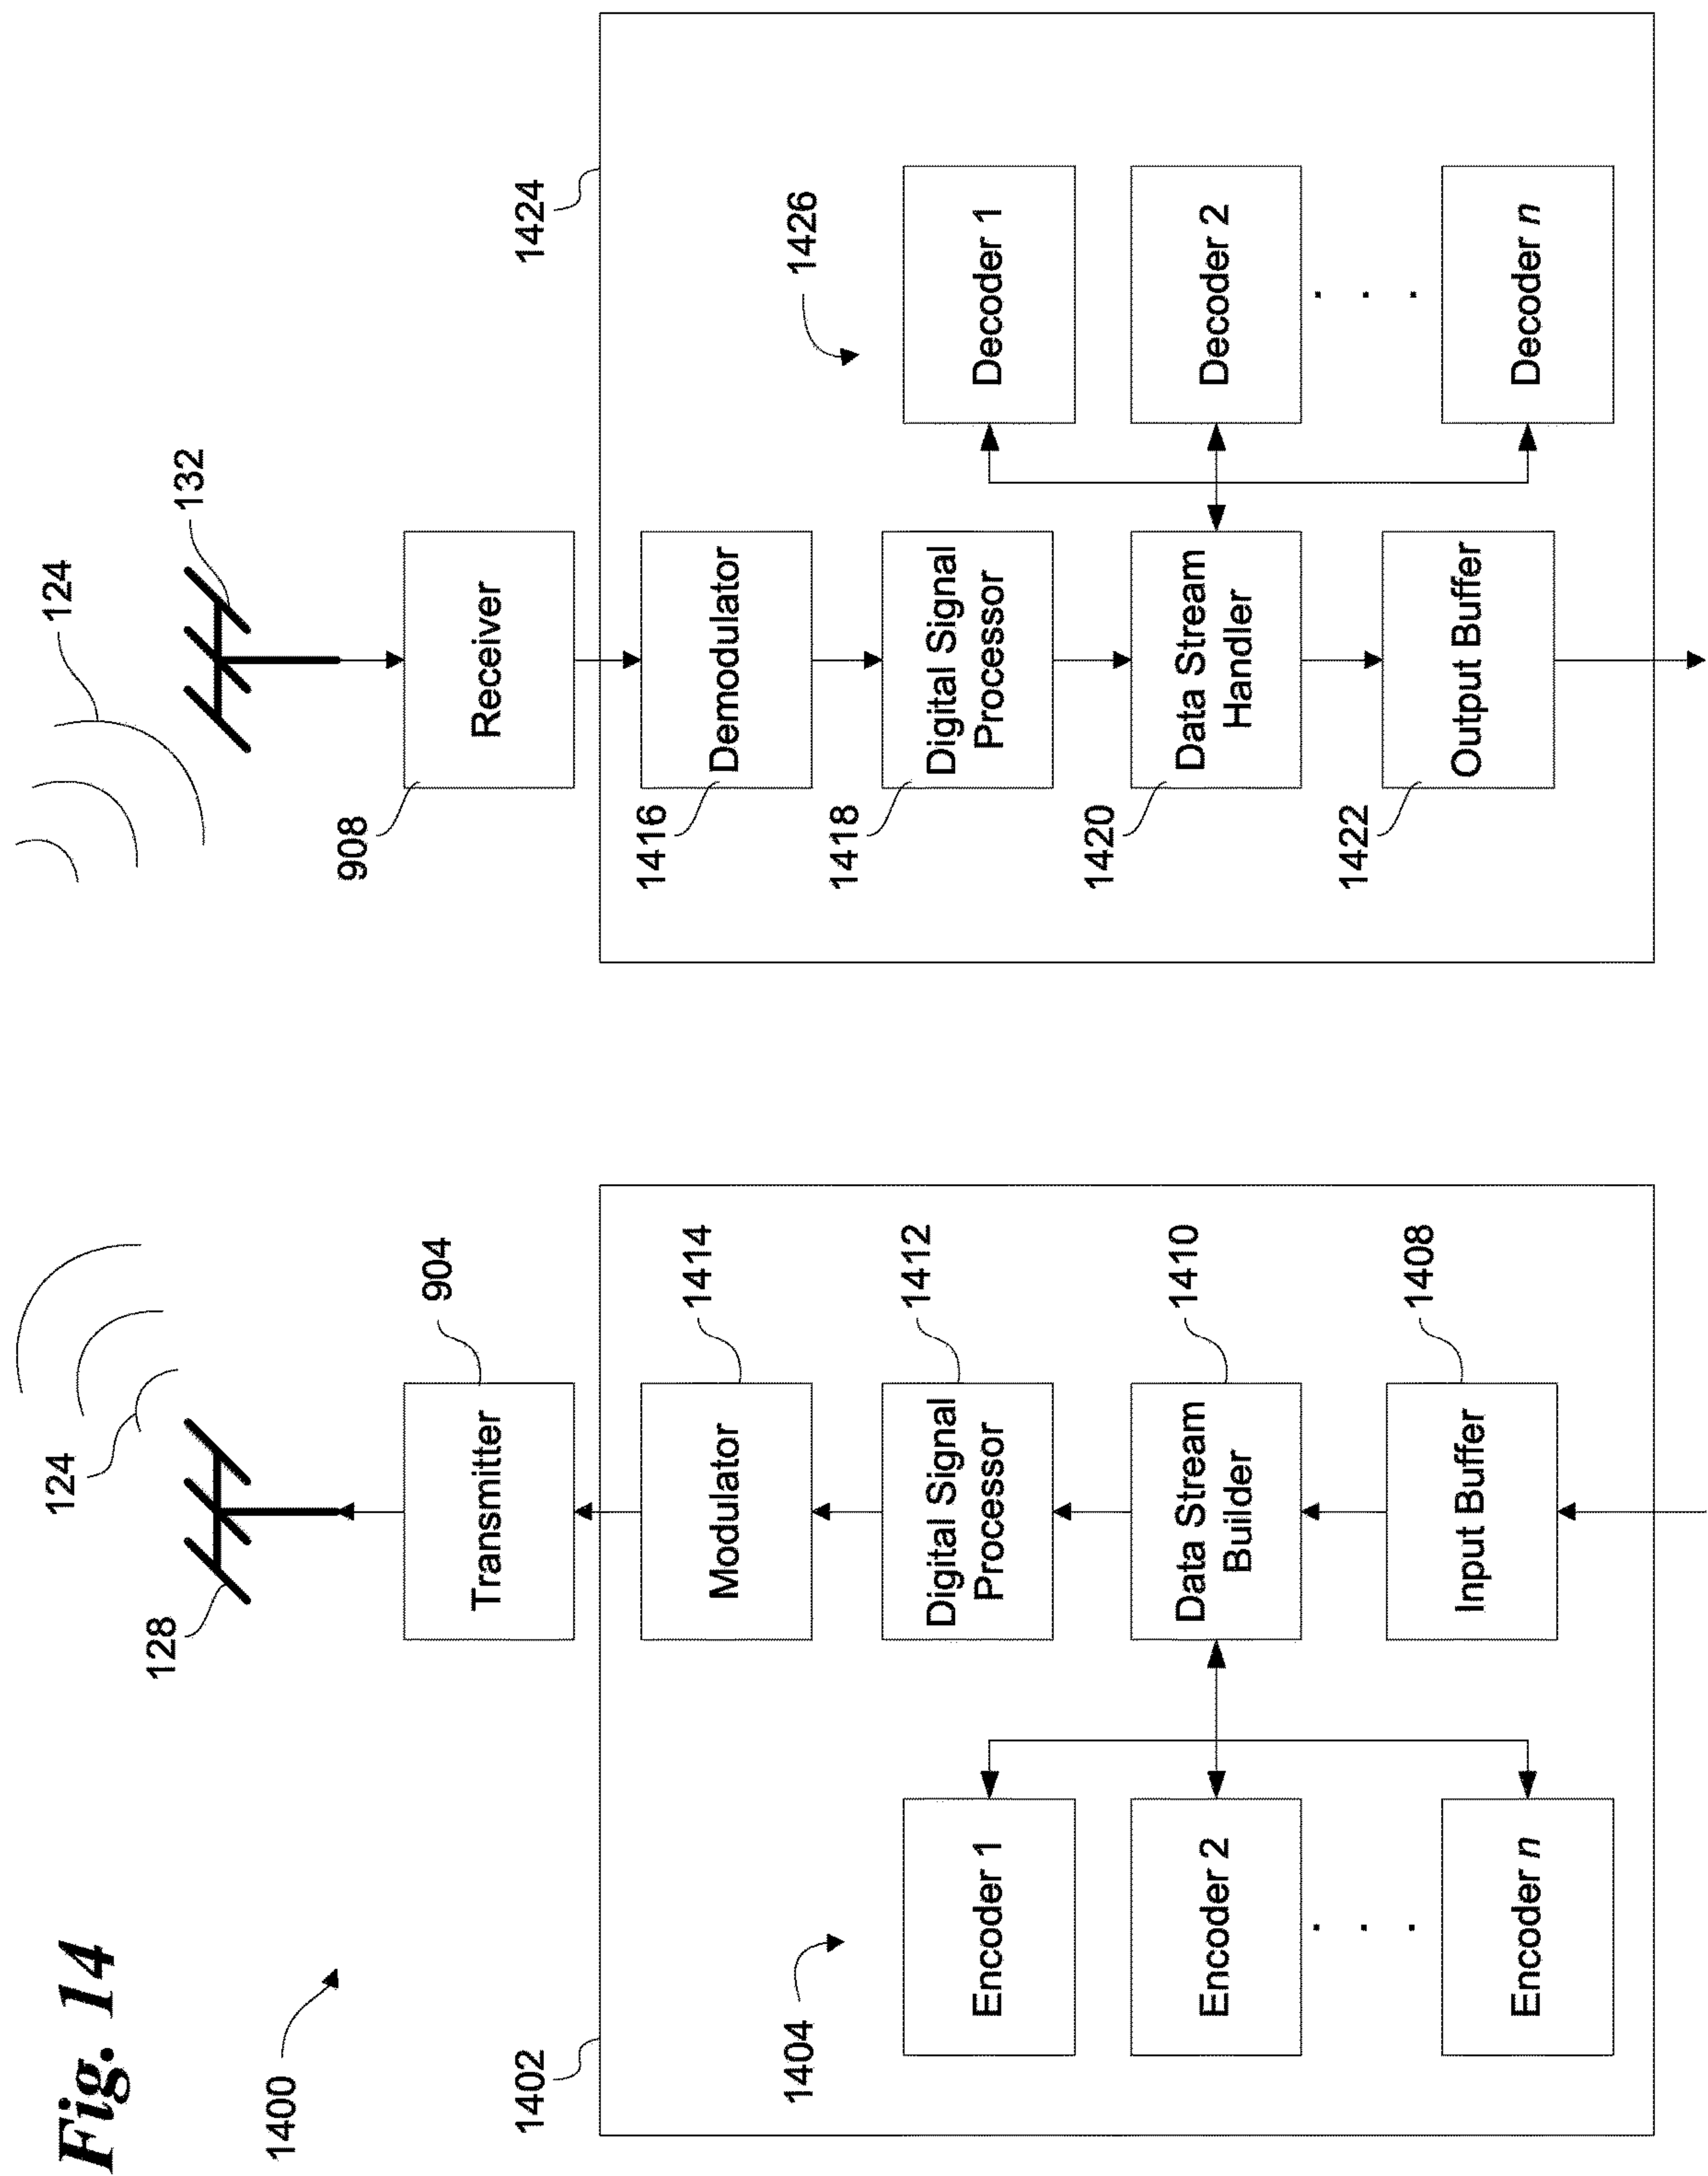 Fig. 14
1400
124
128
904
Transmitter
1402
1404
1414
Modulator
1412
Digital Signal
Processor
1410
Data Stream
Builder
1408
Input Buffer
Encoder 1
Encoder 2
. . .
Encoder n
124
132
908
Receiver
1424
1426
1416
Demodulator
1418
Digital Signal
Processor
1420
Data Stream
Handler
1422
Output Buffer
Decoder 1
Decoder 2
. . .
Decoder n